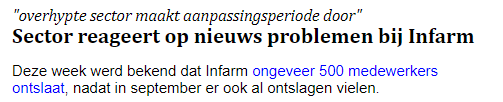 "overhypte sector maakt aanpassingsperiode door"
Sector reageert op nieuws problemen bij Infarm
Deze week werd bekend dat Infarm ongeveer 500 medewerkers
ontslaat, nadat in september er ook al ontslagen vielen.